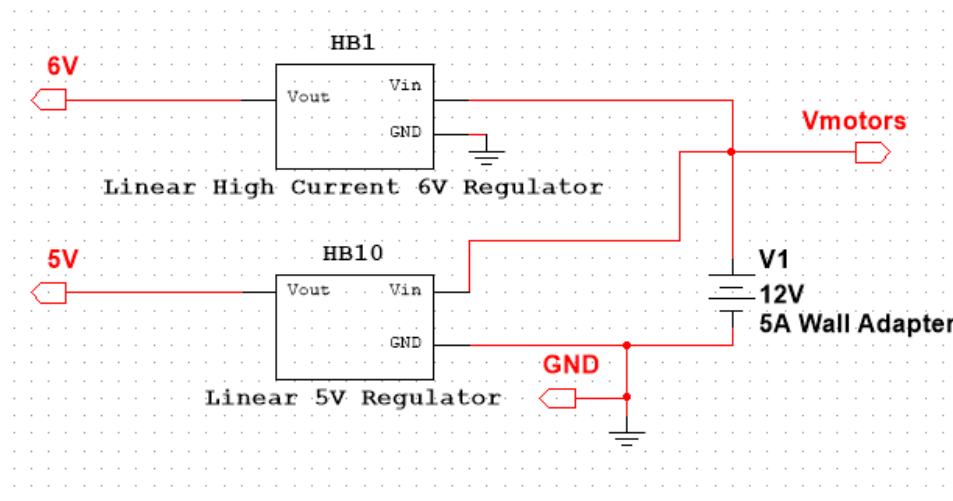 HB1
6V
Vout
Vin
GND
Vmotors
Linear High Current 6V Regulator
HB10
5V
Vout
Vin
GND
Linear 5V Regulator
V1
12V
5A Wall Adapter
GND